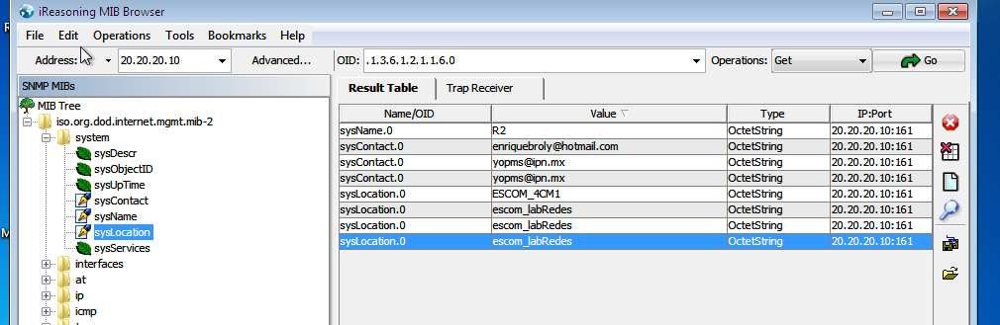 iReasoning MIB Browser
File Edit Operations Tools Bookmarks Help
Address: 20.20.20.10 Advanced... OID: .1.3.6.1.2.1.1.6.0 Operations: Get Go
SNMP MIBs
MIB Tree
iso.org.dod.internet.mgmt.mib-2
system
sysDescr
sysObjectID
sysUpTime
sysContact
sysName
sysLocation
sysServices
interfaces
at
ip
icmp
Result Table Trap Receiver
Name/OID Value Type IP:Port
sysName.0 R2 OctetString 20.20.20.10:161
sysContact.0 enriquebroly@hotmail.com OctetString 20.20.20.10:161
sysContact.0 yopms@ipn.mx OctetString 20.20.20.10:161
sysContact.0 yopms@ipn.mx OctetString 20.20.20.10:161
sysLocation.0 ESCOM_4CM1 OctetString 20.20.20.10:161
sysLocation.0 escom_labRedes OctetString 20.20.20.10:161
sysLocation.0 escom_labRedes OctetString 20.20.20.10:161
sysLocation.0 escom_labRedes OctetString 20.20.20.10:161